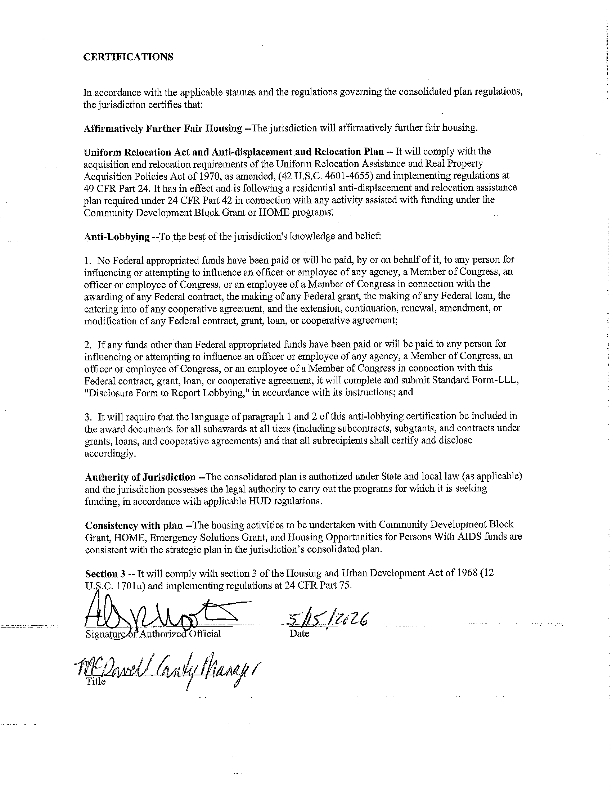 CERTIFICATIONS
In accordance with the applicable statutes and the regulations governing the consolidated plan regulations,
the jurisdiction certifies that:
Affirmatively Further Fair Housing --The jurisdiction will affirmatively further fair housing.
Uniform Relocation Act and Anti-displacement and Relocation Plan -- It will comply with the
acquisition and relocation requirements of the Uniform Relocation Assistance and Real Property
Acquisition Policies Act of 1970, as amended, (42 U.S.C. 4601-4655) and implementing regulations at
49 CFR Part 24. It has in effect and is following a residential anti-displacement and relocation assistance
plan required under 24 CFR Part 42 in connection with any activity assisted with funding under the
Community Development Block Grant or HOME programs.
Anti-Lobbying --To the best of the jurisdiction's knowledge and belief:
1. No Federal appropriated funds have been paid or will be paid, by or on behalf of it, to any person for
influencing or attempting to influence an officer or employee of any agency, a Member of Congress, an
officer or employee of Congress, or an employee of a Member of Congress in connection with the
awarding of any Federal contract, the making of any Federal grant, the making of any Federal loan, the
entering into of any cooperative agreement, and the extension, continuation, renewal, amendment, or
modification of any Federal contract, grant, loan, or cooperative agreement;
2. If any funds other than Federal appropriated funds have been paid or will be paid to any person for
influencing or attempting to influence an officer or employee of any agency, a Member of Congress, an
officer or employee of Congress, or an employee of a Member of Congress in connection with this
Federal contract, grant, loan, or cooperative agreement, it will complete and submit Standard Form-LLL,
"Disclosure Form to Report Lobbying," in accordance with its instructions; and
3. It will require that the language of paragraph 1 and 2 of this anti-lobbying certification be included in
the award documents for all subawards at all tiers (including subcontracts, subgrants, and contracts under
grants, loans, and cooperative agreements) and that all subrecipients shall certify and disclose
accordingly.
Authority of Jurisdiction --The consolidated plan is authorized under State and local law (as applicable)
and the jurisdiction possesses the legal authority to carry out the programs for which it is seeking
funding, in accordance with applicable HUD regulations.
Consistency with plan --The housing activities to be undertaken with Community Development Block
Grant, HOME, Emergency Solutions Grant, and Housing Opportunities for Persons With AIDS funds are
consistent with the strategic plan in the jurisdiction's consolidated plan.
Section 3 -- It will comply with section 3 of the Housing and Urban Development Act of 1968 (12
U.S.C. 1701u) and implementing regulations at 24 CFR Part 75.
5/15/2026
Signature of Authorized Official Date
McDowell County Manager
Title